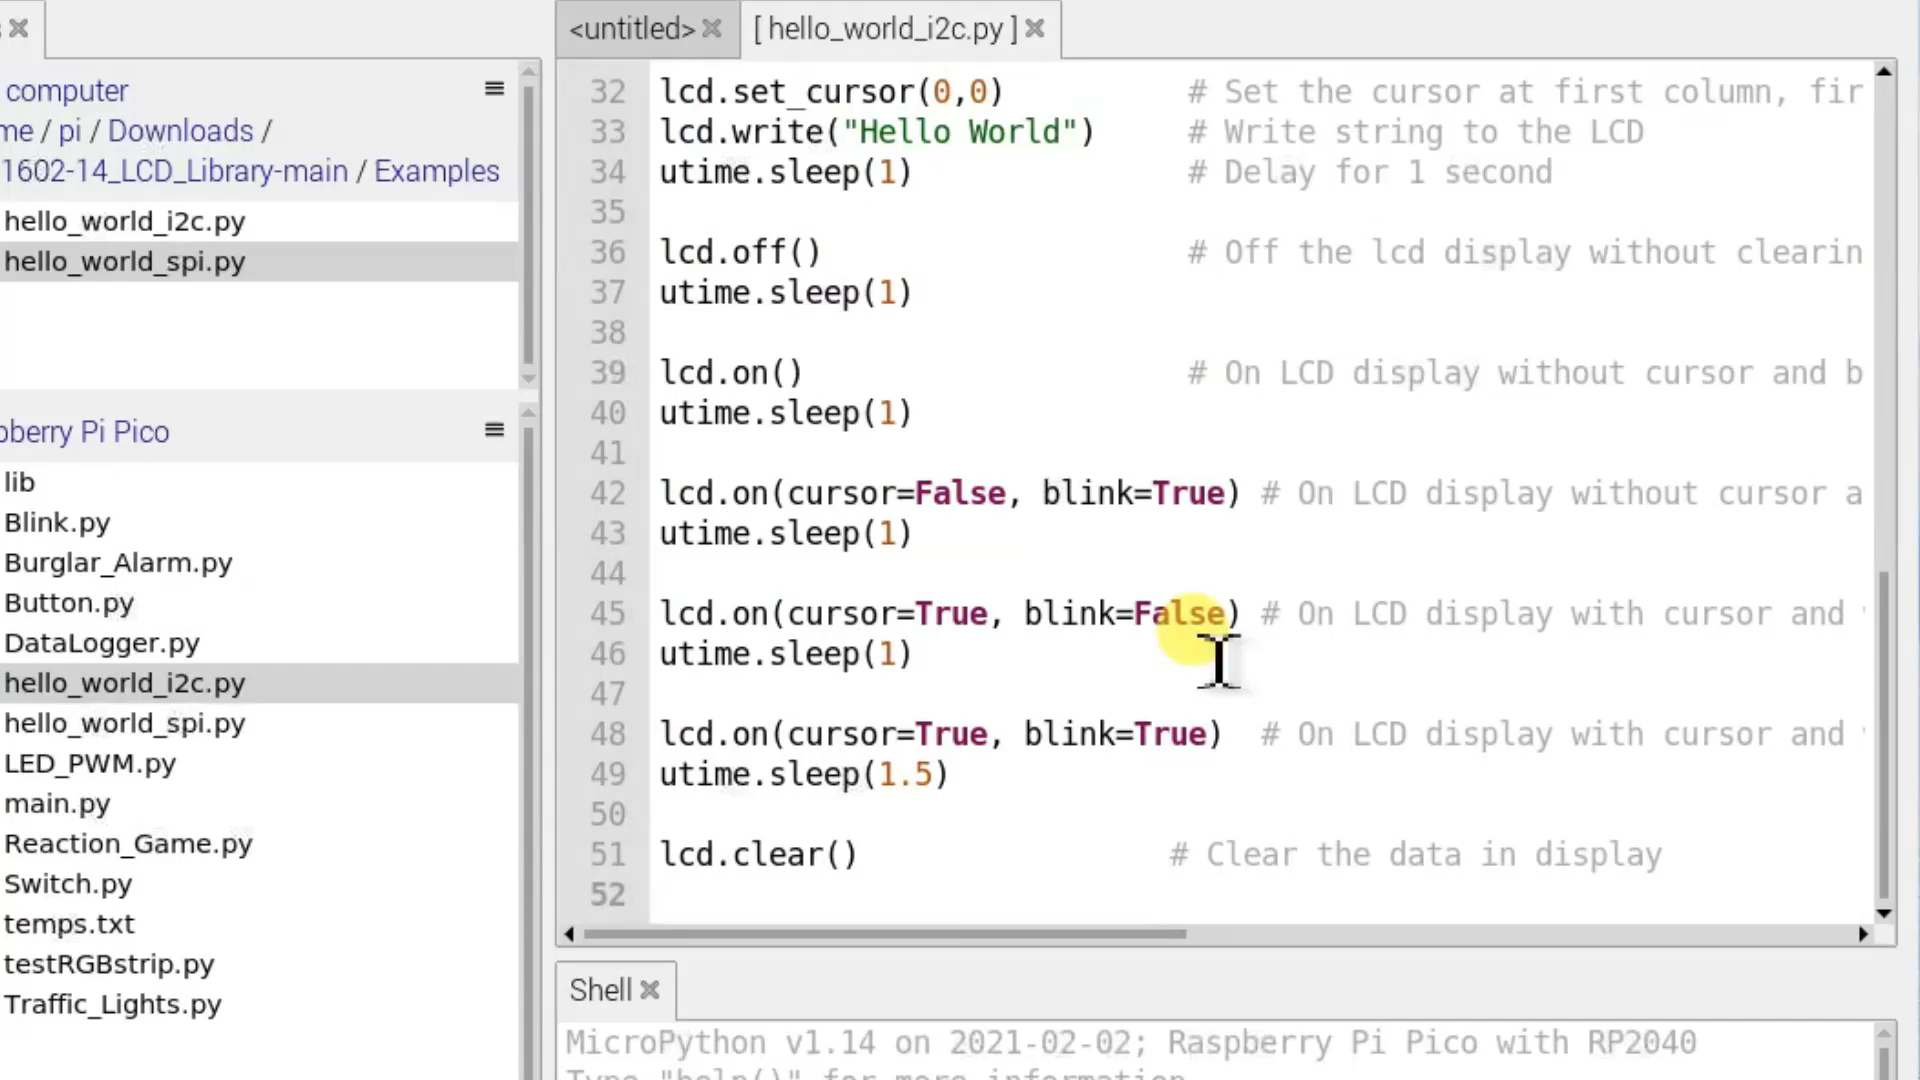 <untitled>
[ hello_world_i2c.py ]
computer
me / pi / Downloads /
1602-14_LCD_Library-main / Examples
hello_world_i2c.py
hello_world_spi.py
berry Pi Pico
lib
Blink.py
Burglar_Alarm.py
Button.py
DataLogger.py
hello_world_i2c.py
hello_world_spi.py
LED_PWM.py
main.py
Reaction_Game.py
Switch.py
temps.txt
testRGBstrip.py
Traffic_Lights.py
32 lcd.set_cursor(0,0) # Set the cursor at first column, fir
33 lcd.write("Hello World") # Write string to the LCD
34 utime.sleep(1) # Delay for 1 second
35
36 lcd.off() # Off the lcd display without clearin
37 utime.sleep(1)
38
39 lcd.on() # On LCD display without cursor and b
40 utime.sleep(1)
41
42 lcd.on(cursor=False, blink=True) # On LCD display without cursor a
43 utime.sleep(1)
44
45 lcd.on(cursor=True, blink=False) # On LCD display with cursor and
46 utime.sleep(1)
47
48 lcd.on(cursor=True, blink=True) # On LCD display with cursor and
49 utime.sleep(1.5)
50
51 lcd.clear() # Clear the data in display
52
Shell
MicroPython v1.14 on 2021-02-02; Raspberry Pi Pico with RP2040
Type "help()" for more information